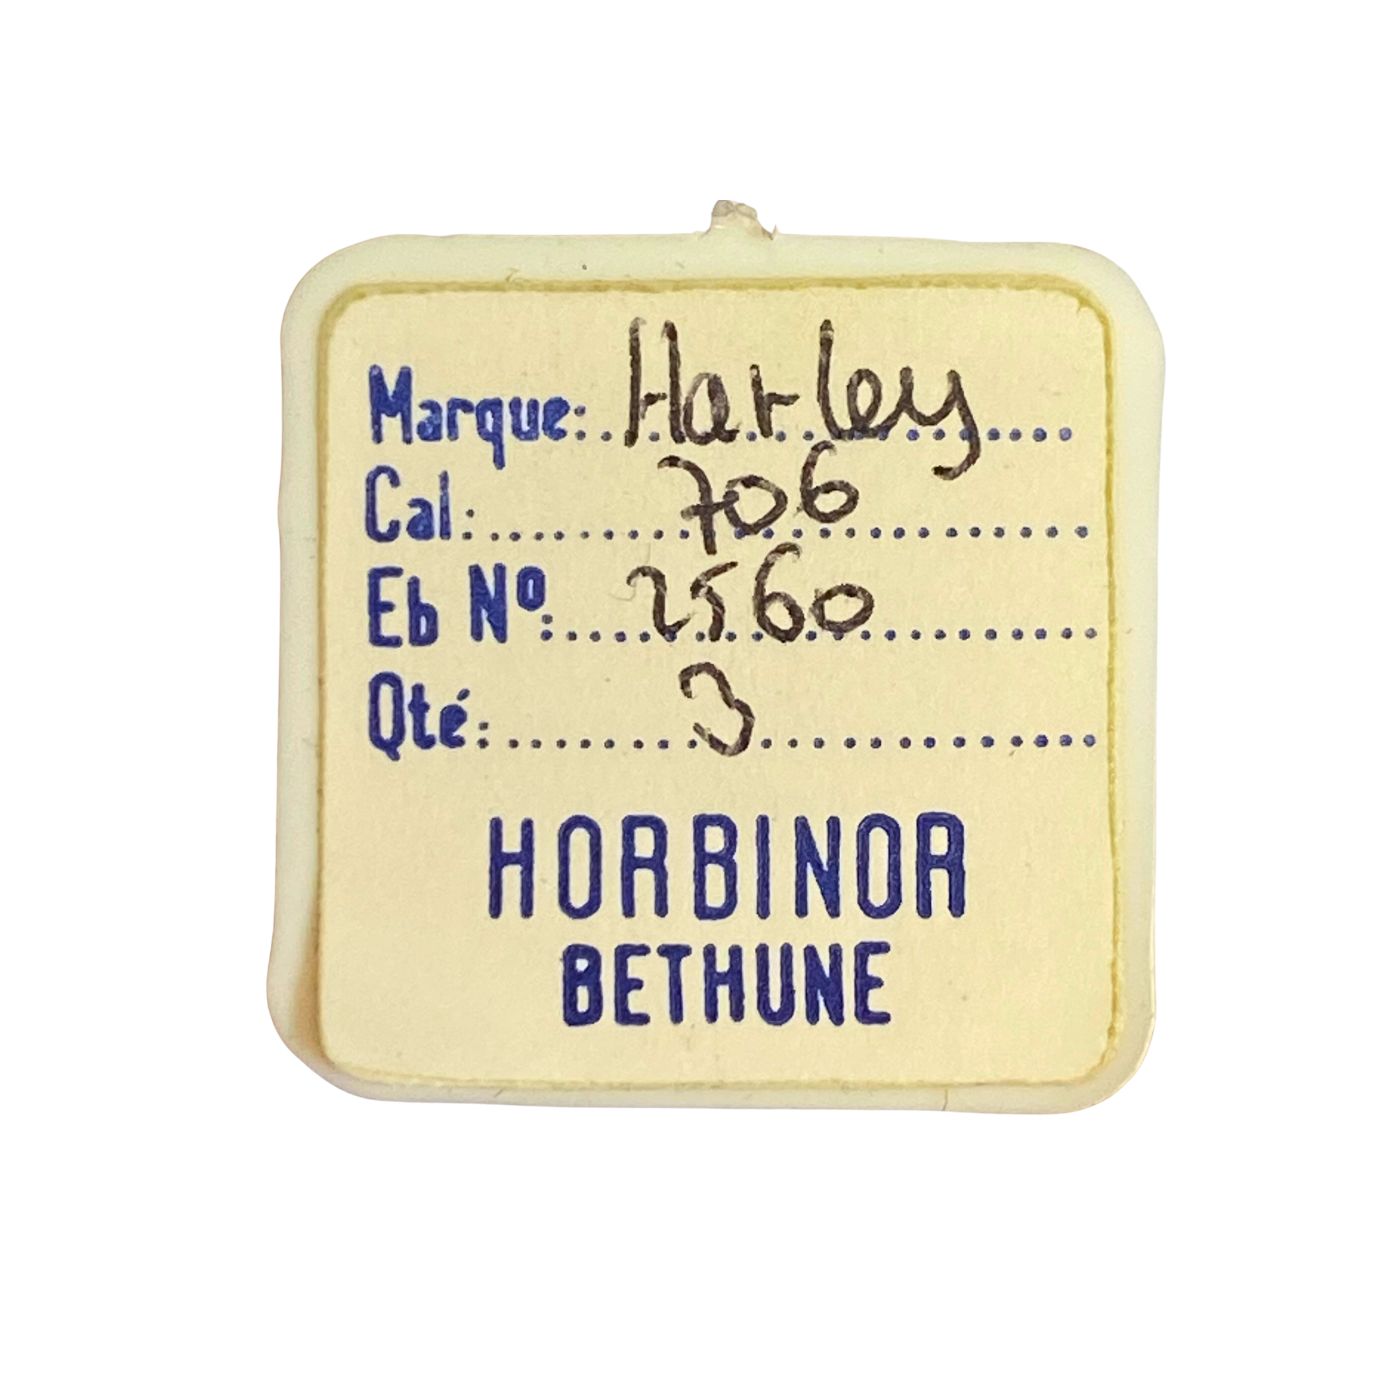 Marque: Harley
Cal: 706
Eb Nº: 2560
Qté: 3
HORBINOR
BETHUNE